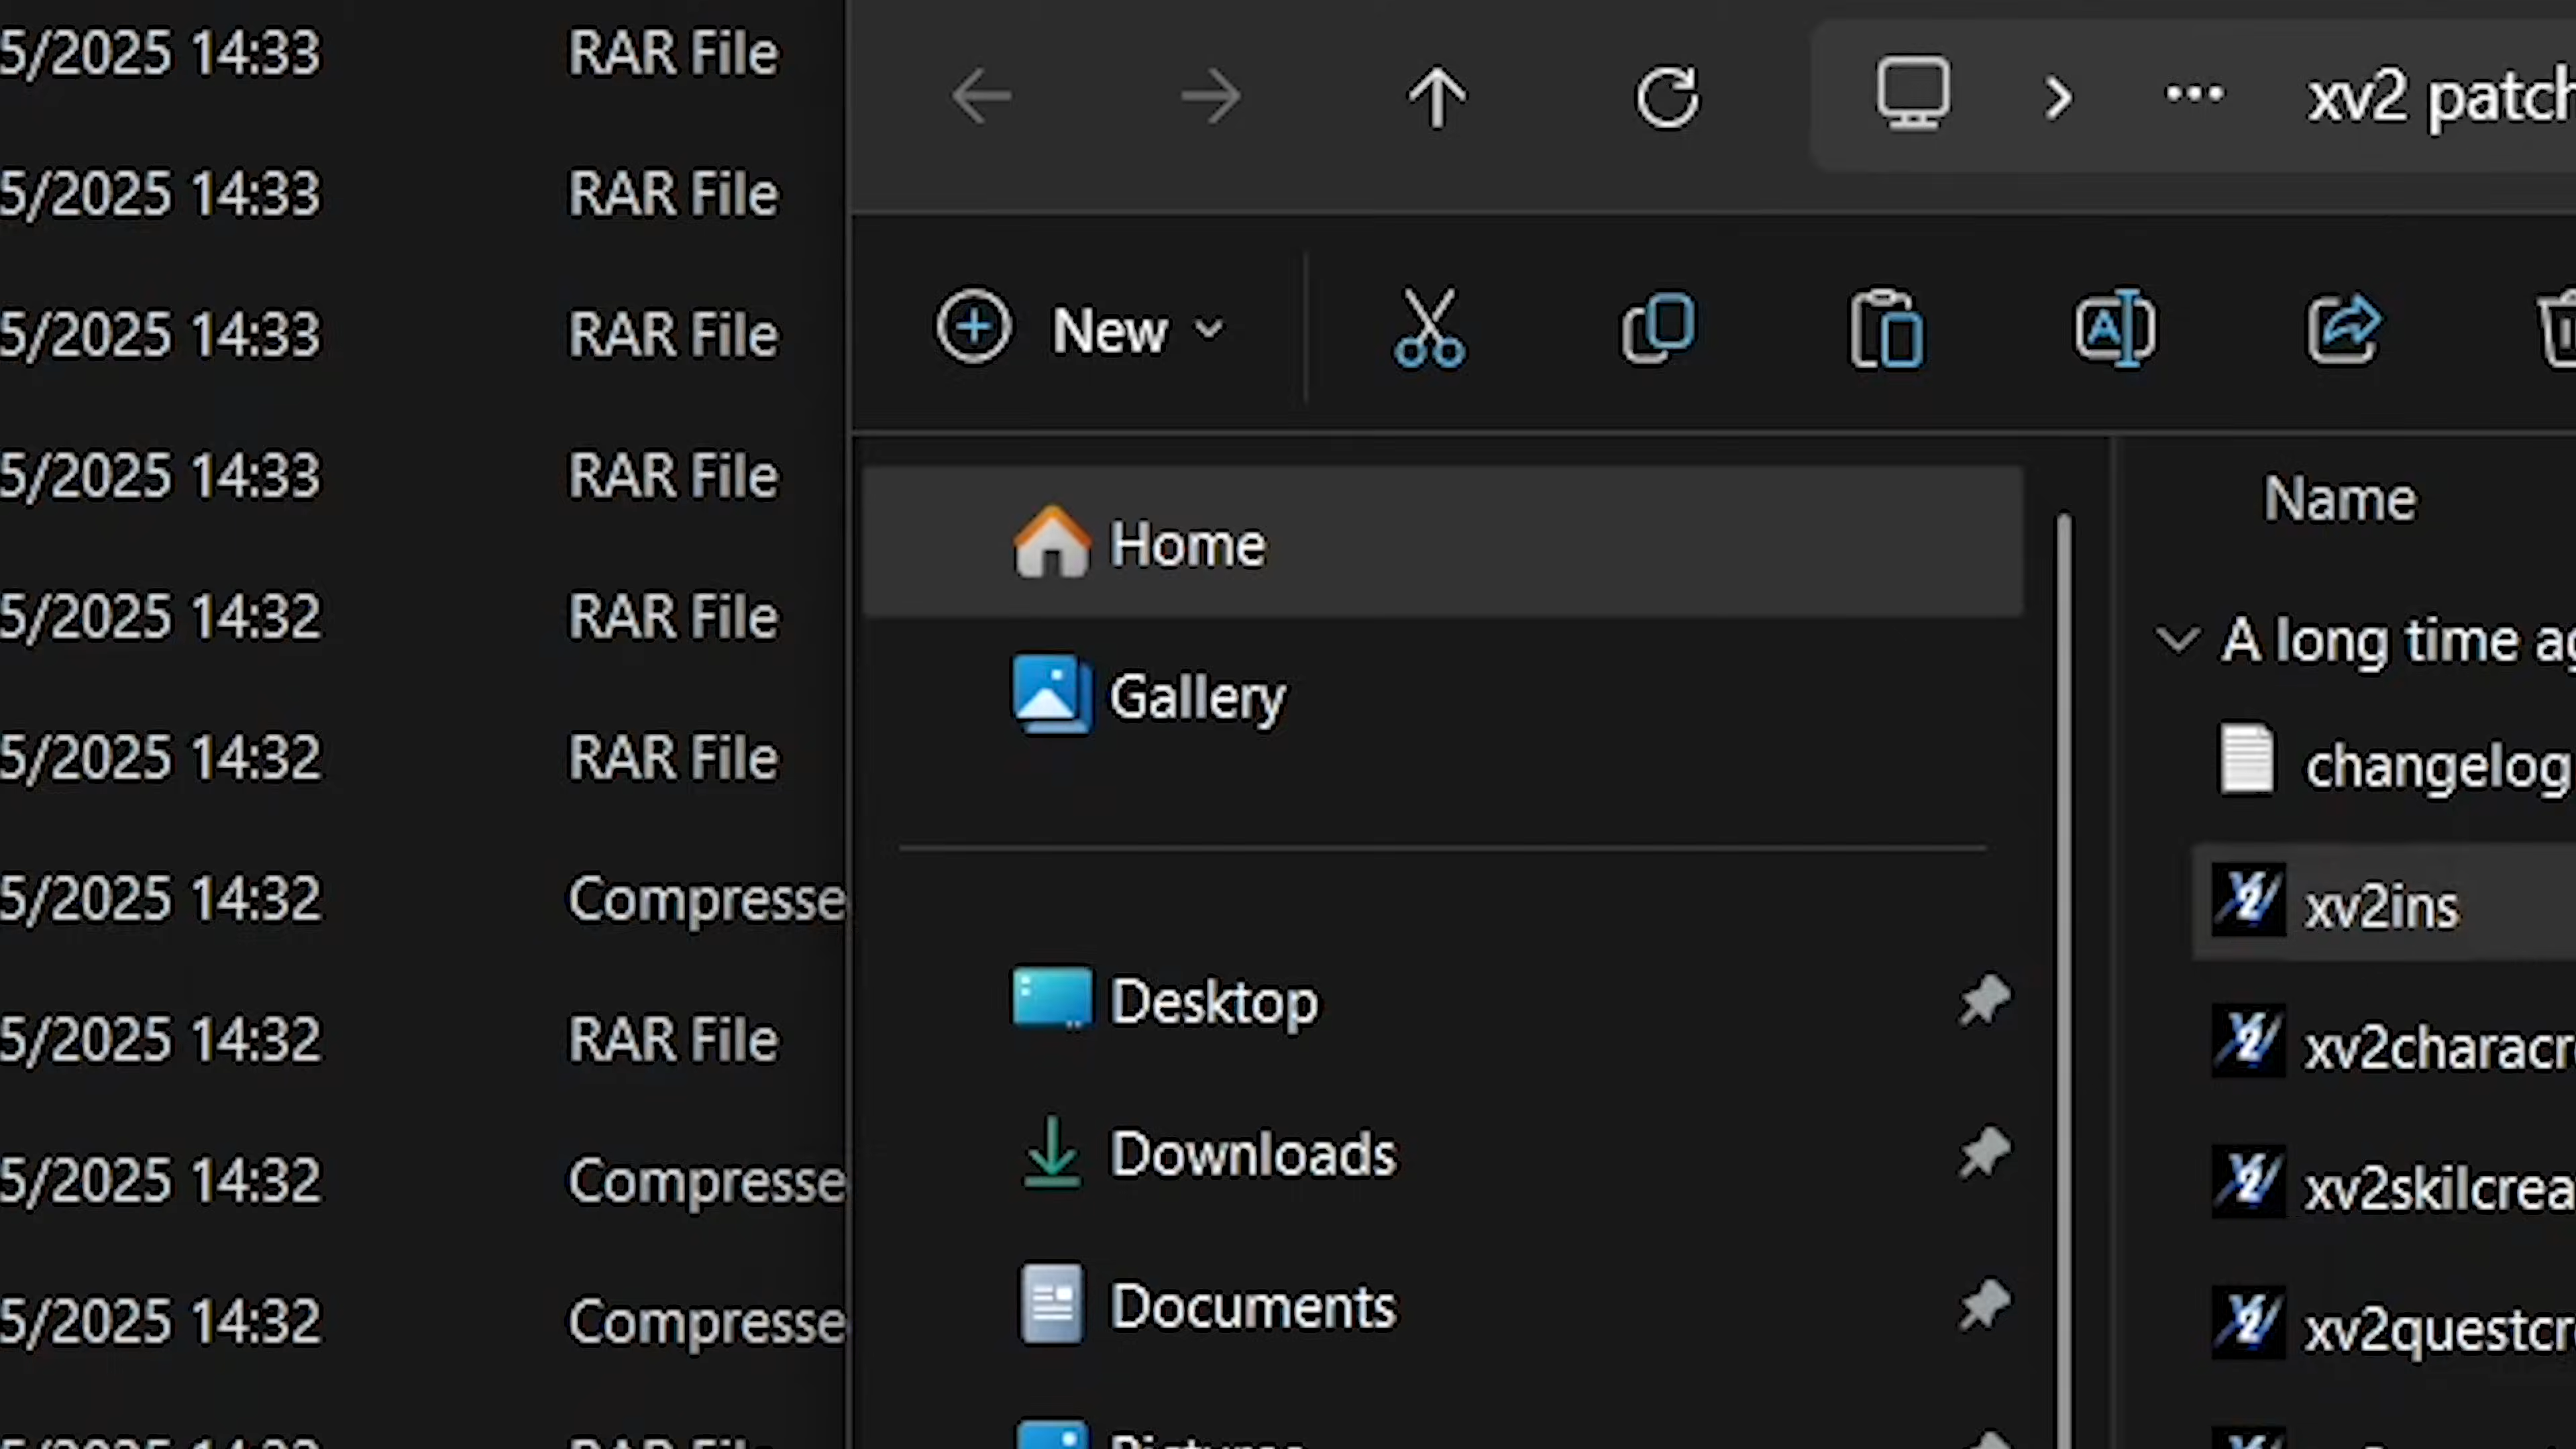 5/2025 14:33 RAR File
5/2025 14:33 RAR File
5/2025 14:33 RAR File
5/2025 14:33 RAR File
5/2025 14:32 RAR File
5/2025 14:32 RAR File
5/2025 14:32 Compresse
5/2025 14:32 RAR File
5/2025 14:32 Compresse
5/2025 14:32 Compresse
xv2 patch
New
Home
Gallery
Desktop
Downloads
Documents
Name
A long time ag
changelog
xv2ins
xv2characr
xv2skilcrea
xv2questcr